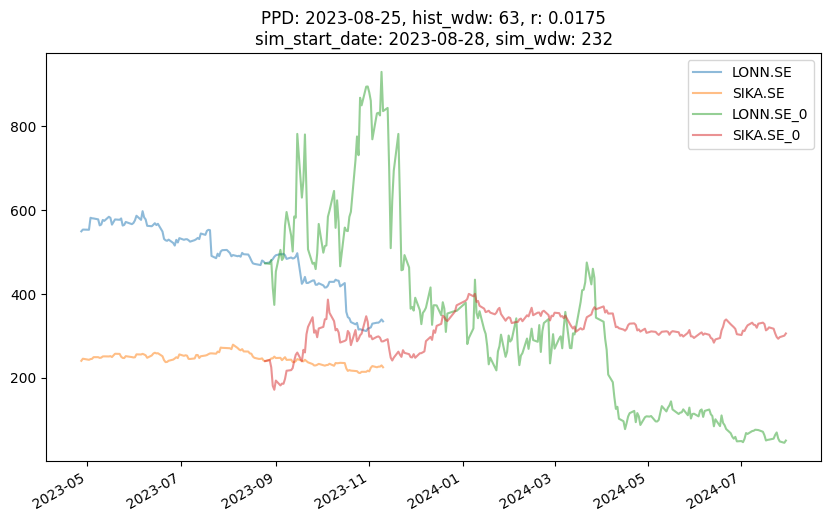 PPD: 2023-08-25, hist_wdw: 63, r: 0.0175
sim_start_date: 2023-08-28, sim_wdw: 232
LONN.SE
SIKA.SE
LONN.SE_0
SIKA.SE_0
800
600
400
200
2023-05
2023-07
2023-09
2023-11
2024-01
2024-03
2024-05
2024-07